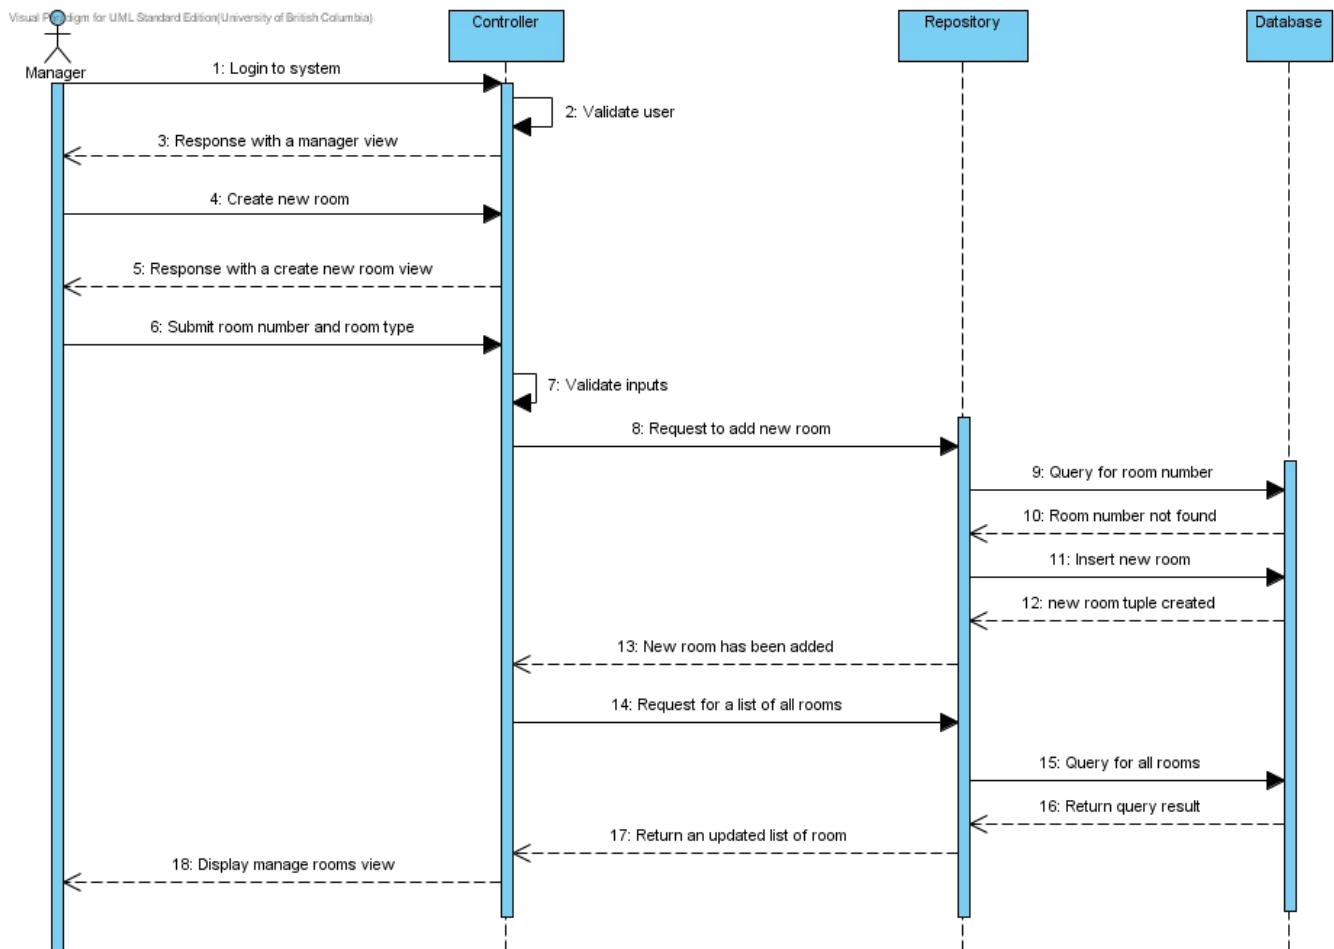 Visual Paradigm for UML Standard Edition(University of British Columbia)
Controller
Repository
Database
Manager
1: Login to system
2: Validate user
3: Response with a manager view
4: Create new room
5: Response with a create new room view
6: Submit room number and room type
7: Validate inputs
8: Request to add new room
9: Query for room number
10: Room number not found
11: Insert new room
12: new room tuple created
13: New room has been added
14: Request for a list of all rooms
15: Query for all rooms
16: Return query result
17: Return an updated list of room
18: Display manage rooms view